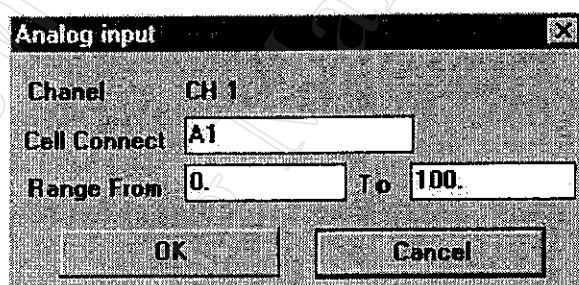 Analog input
Chanel CH 1
Cell Connect A1
Range From 0. To 100.
OK Cancel